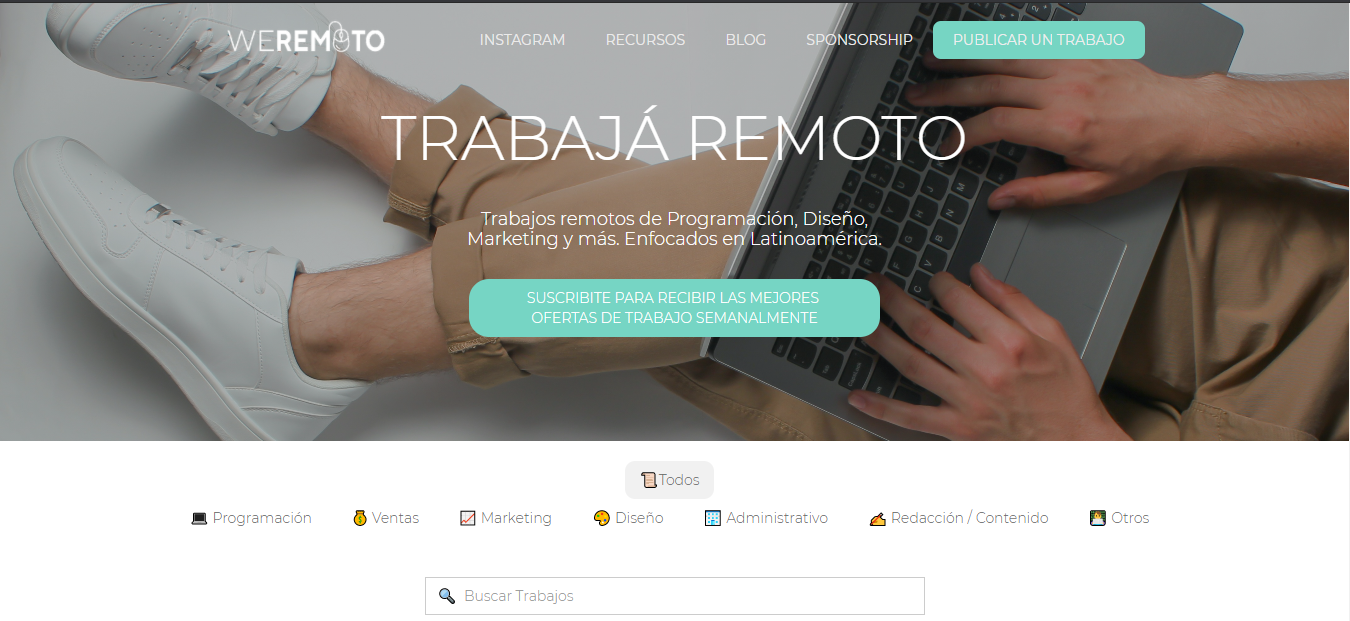 WEREMOTO
INSTAGRAM
RECURSOS
BLOG
SPONSORSHIP
PUBLICAR UN TRABAJO
TRABAJÁ REMOTO
Trabajos remotos de Programación, Diseño,
Marketing y más. Enfocados en Latinoamérica.
SUSCRIBITE PARA RECIBIR LAS MEJORES
OFERTAS DE TRABAJO SEMANALMENTE
Todos
Programación
Ventas
Marketing
Diseño
Administrativo
Redacción / Contenido
Otros
Buscar Trabajos